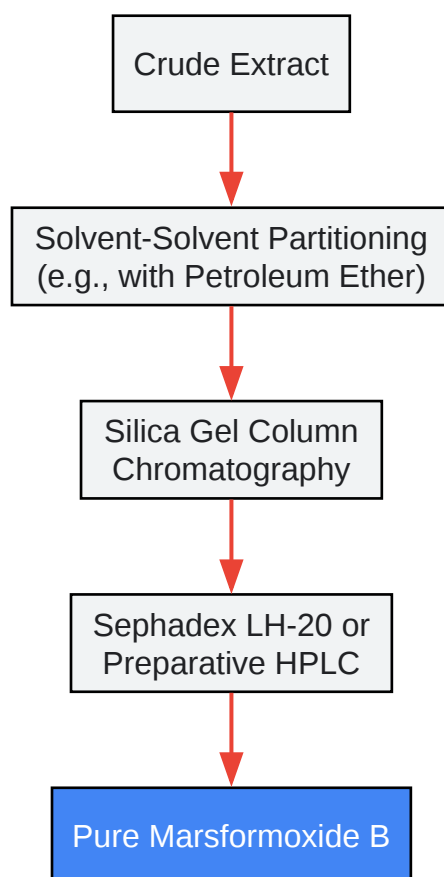 Crude Extract
Solvent-Solvent Partitioning
(e.g., with Petroleum Ether)
Silica Gel Column
Chromatography
Sephadex LH-20 or
Preparative HPLC
Pure Marsformoxide B